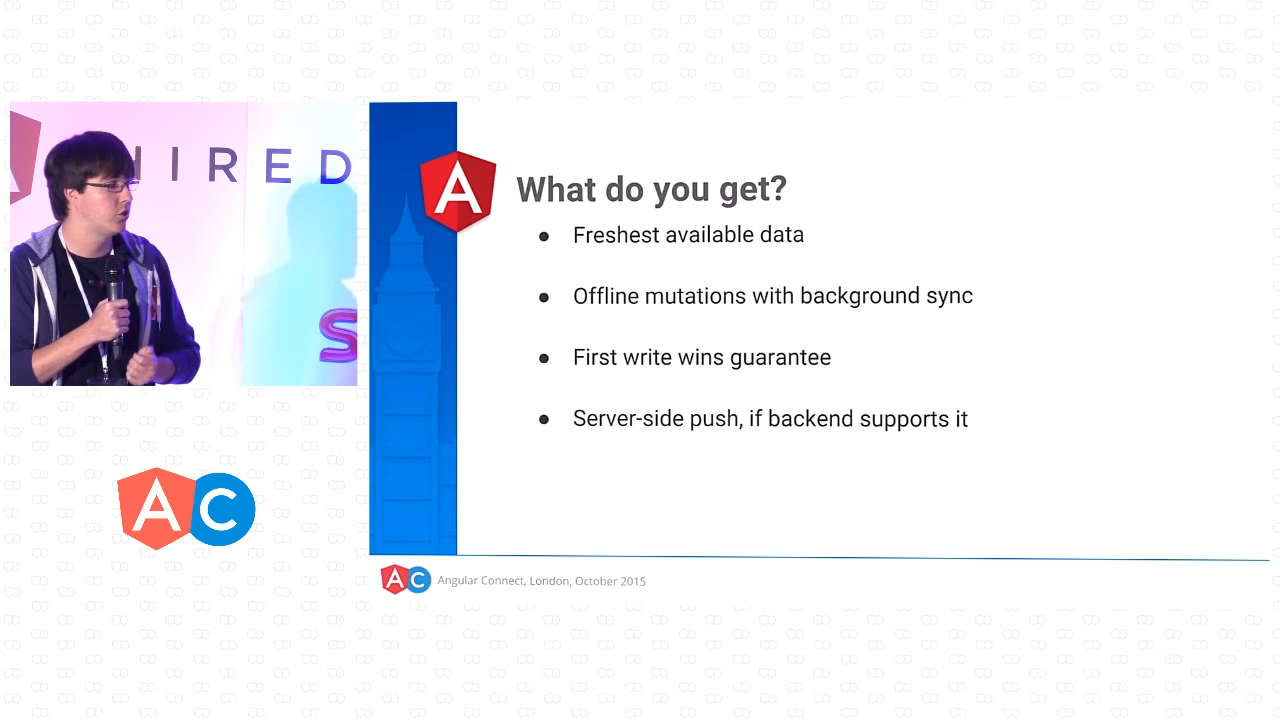 HIRED
S
AC
A
What do you get?
● Freshest available data
● Offline mutations with background sync
● First write wins guarantee
● Server-side push, if backend supports it
AC Angular Connect, London, October 2015